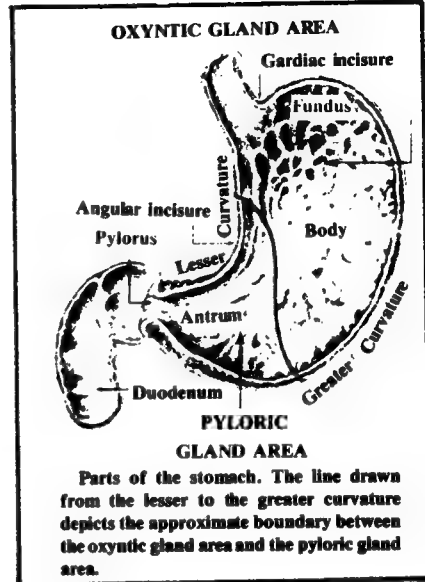 OXYNTIC GLAND AREA
Gardiac incisure
Fundus
Curvature
Angular incisure
Pylorus
Body
Lesser
Antrum
Greater Curvature
Duodenum
PYLORIC
GLAND AREA
Parts of the stomach. The line drawn
from the lesser to the greater curvature
depicts the approximate boundary between
the oxyntic gland area and the pyloric gland
area.